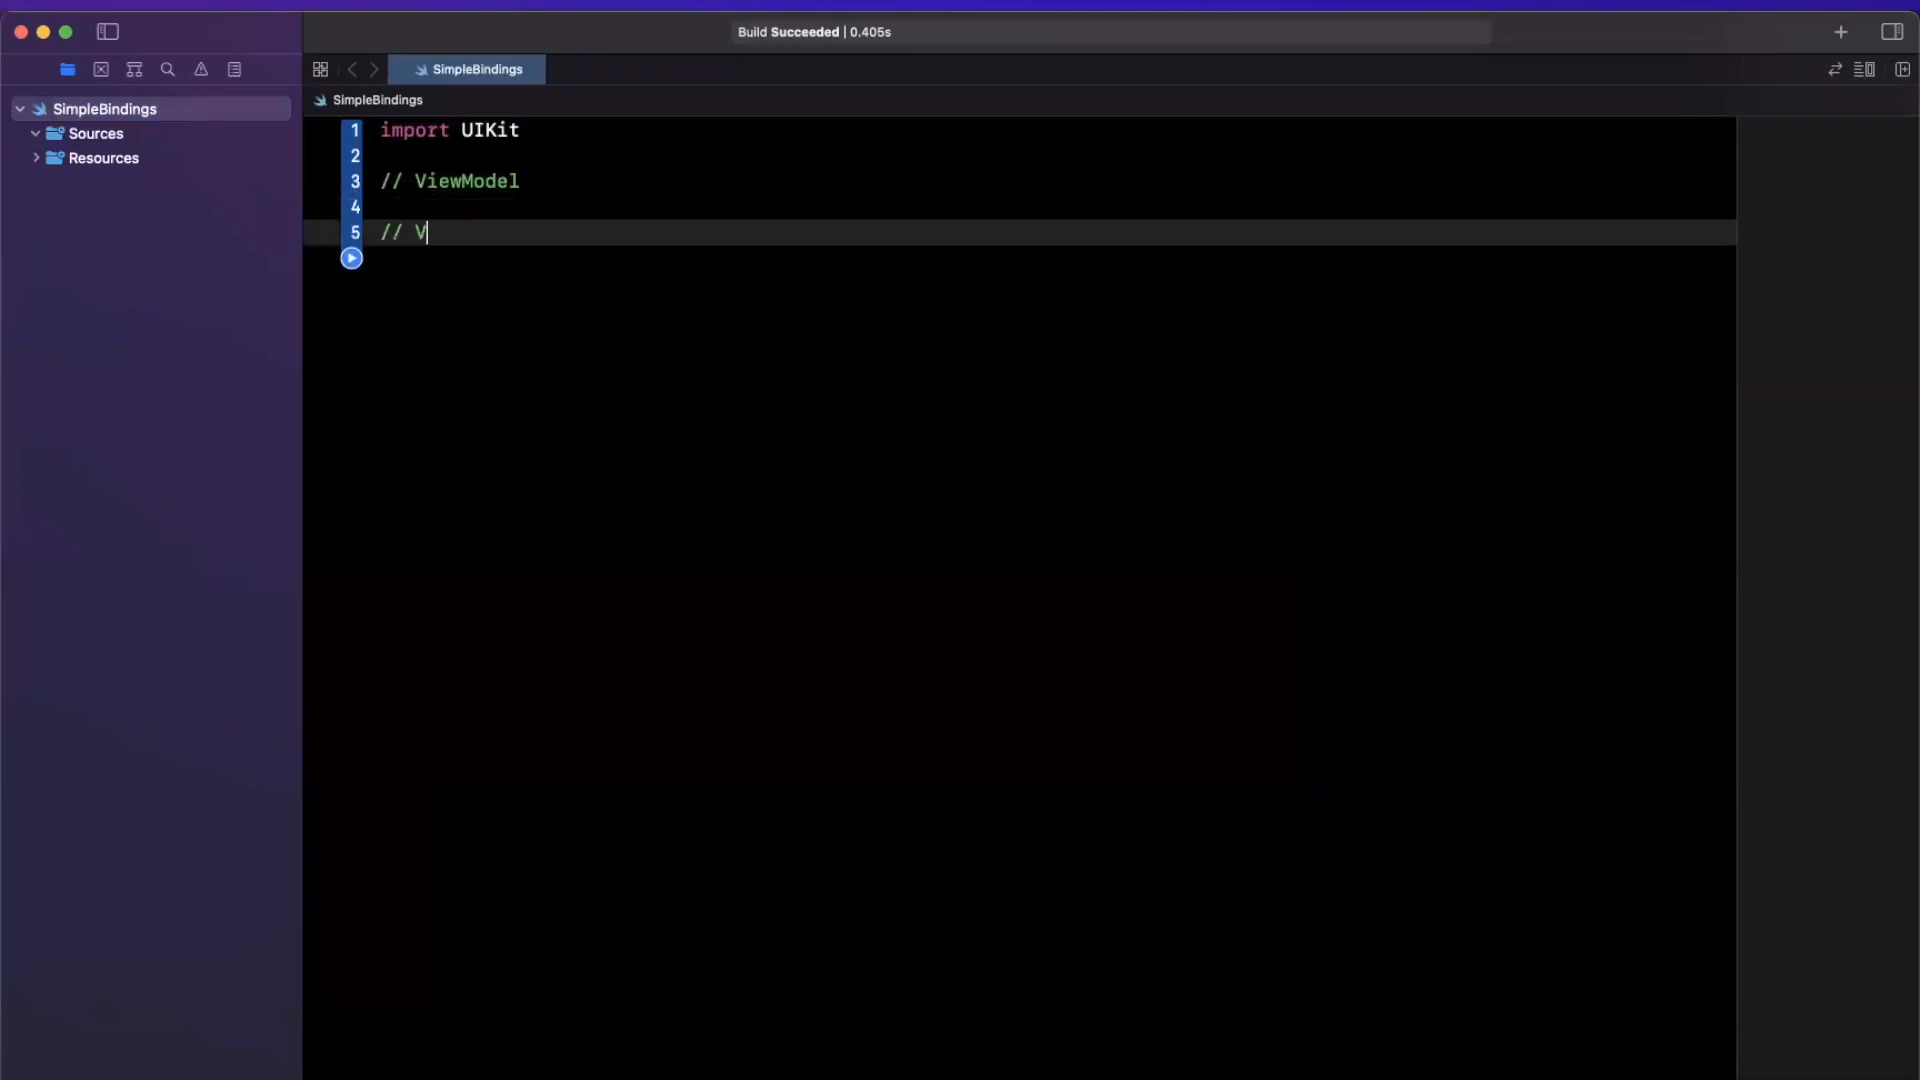 Build Succeeded | 0.405s
SimpleBindings
SimpleBindings
SimpleBindings
Sources
Resources
1 import UIKit
2
3 // ViewModel
4
5 // V